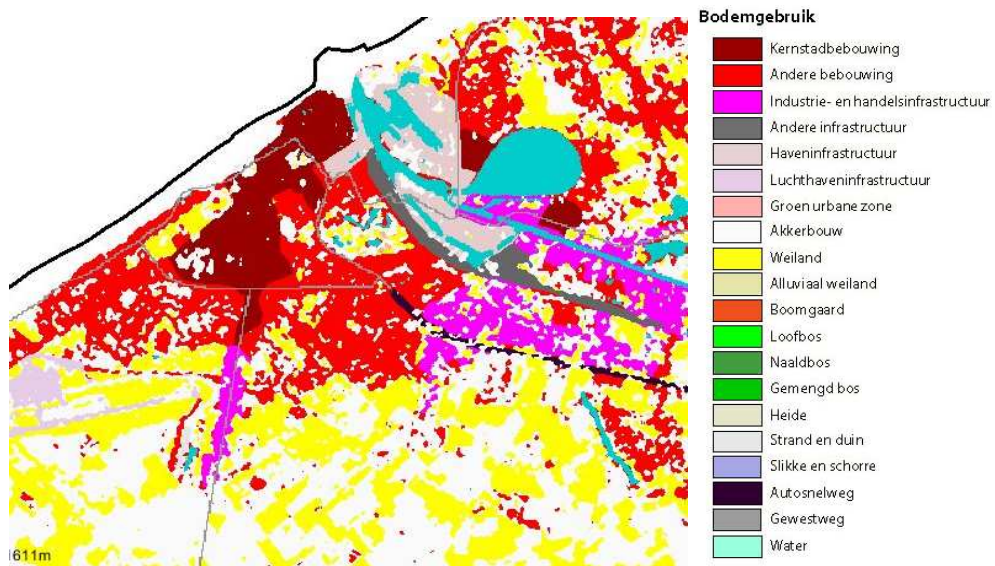 Bodemgebruik
Kernstadbebouwing
Andere bebouwing
Industrie- en handelsinfrastructuur
Andere infrastructuur
Haveninfrastructuur
Luchthaveninfrastructuur
Groen urbane zone
Akkerbouw
Weiland
Alluviaal weiland
Boomgaard
Loofbos
Naaldbos
Gemengd bos
Heide
Strand en duin
Slikke en schorre
Autosnelweg
Gewestweg
Water
1611m